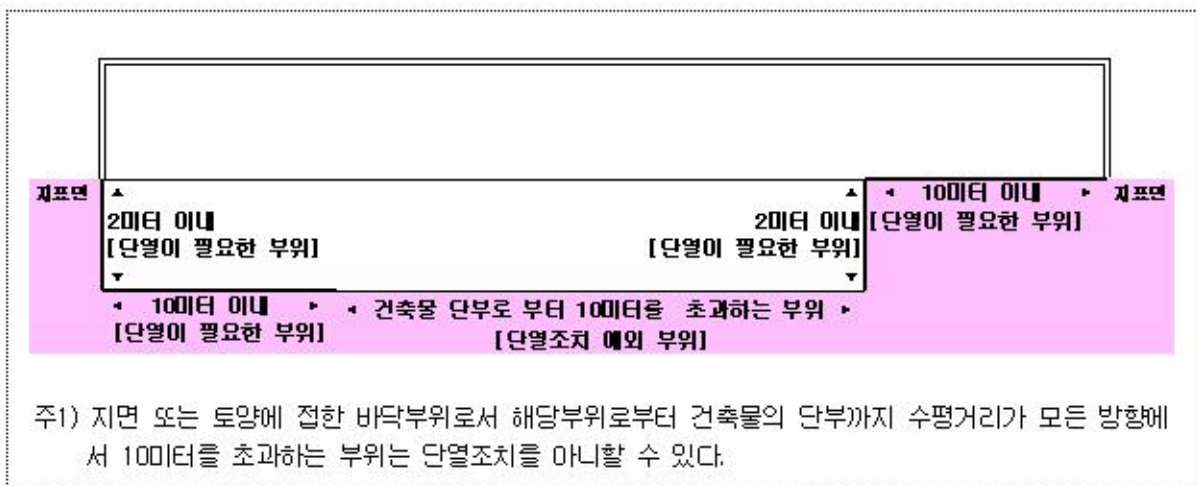 지표면
2미터 이내
[단열이 필요한 부위]
2미터 이내
[단열이 필요한 부위]
10미터 이내
[단열이 필요한 부위]
지표면
10미터 이내
[단열이 필요한 부위]
건축물 단부로 부터 10미터를 초과하는 부위
[단열조치 예외 부위]
주1) 지면 또는 토양에 접한 바닥부위로서 해당부위로부터 건축물의 단부까지 수평거리가 모든 방향에
서 10미터를 초과하는 부위는 단열조치를 아니할 수 있다.